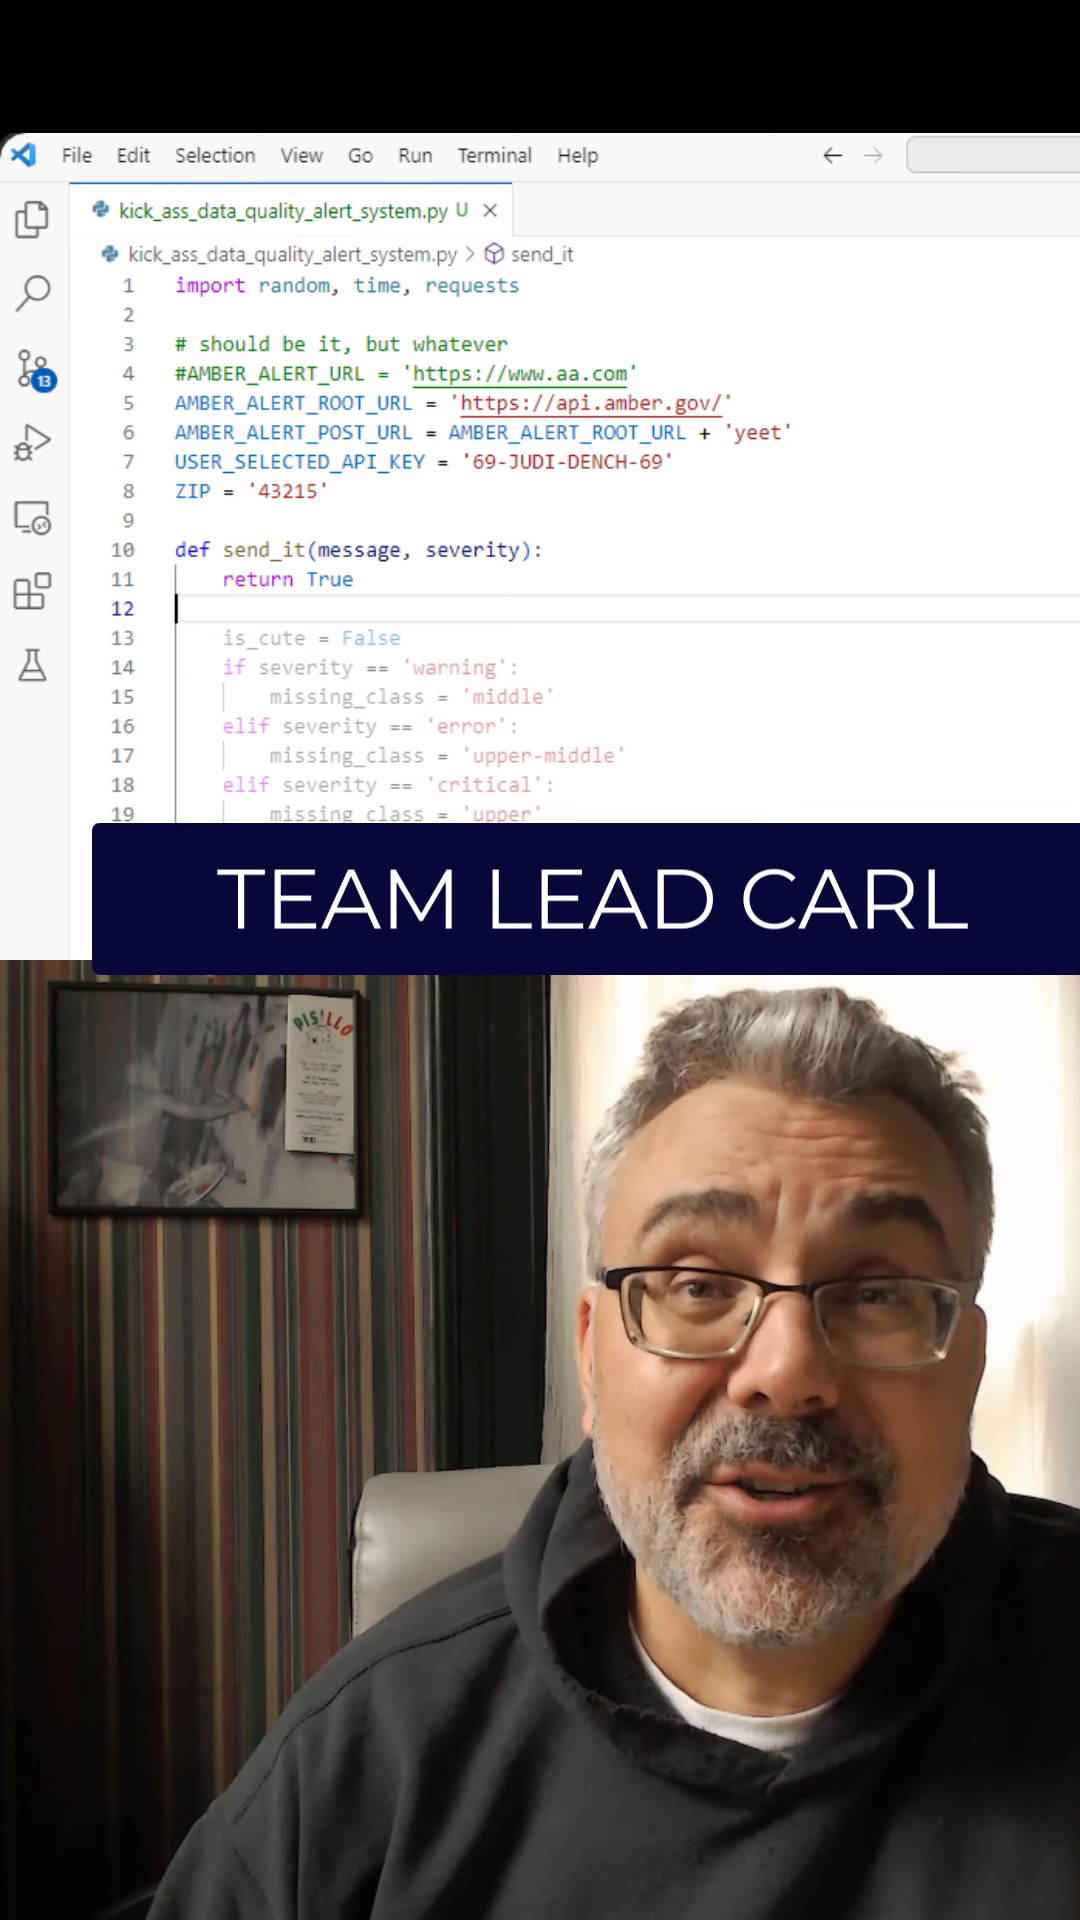 File Edit Selection View Go Run Terminal Help
kick_ass_data_quality_alert_system.py U
kick_ass_data_quality_alert_system.py > send_it
1 import random, time, requests
2
3 # should be it, but whatever
4 #AMBER_ALERT_URL = 'https://www.aa.com'
5 AMBER_ALERT_ROOT_URL = 'https://api.amber.gov/'
6 AMBER_ALERT_POST_URL = AMBER_ALERT_ROOT_URL + 'yeet'
7 USER_SELECTED_API_KEY = '69-JUDI-DENCH-69'
8 ZIP = '43215'
9
10 def send_it(message, severity):
11 return True
12
13 is_cute = False
14 if severity == 'warning':
15 missing_class = 'middle'
16 elif severity == 'error':
17 missing_class = 'upper-middle'
18 elif severity == 'critical':
19 missing_class = 'upper'
13
TEAM LEAD CARL
PISILLO